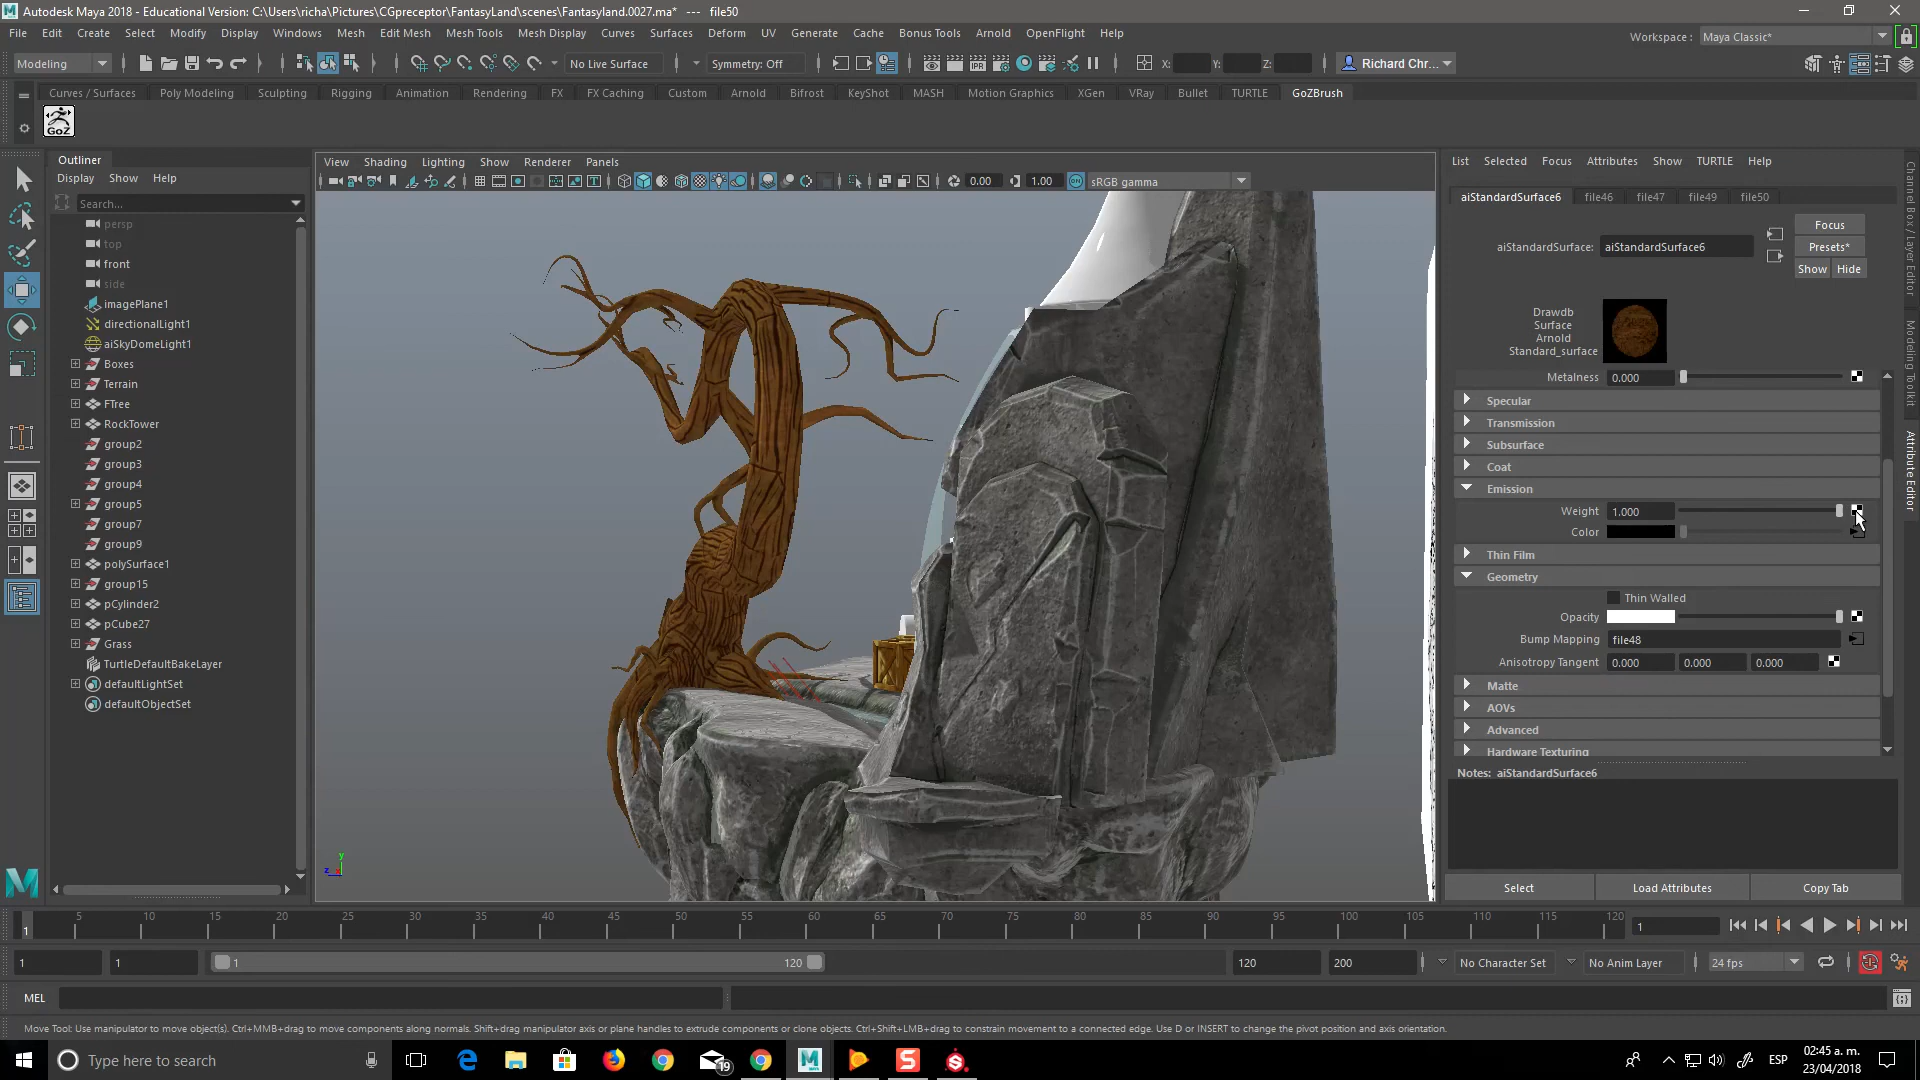 Autodesk Maya 2018 - Educational Version: C:\Users\richa\Pictures\CGpreceptor\FantasyLand\scenes\Fantasyland.0027.ma* --- file50
File Edit Create Select Modify Display Windows Mesh Edit Mesh Mesh Tools Mesh Display Curves Surfaces Deform UV Generate Cache Bonus Tools Arnold OpenFlight Help
Workspace : Maya Classic*
Modeling No Live Surface Symmetry: Off X: Y: Z: Richard Chr...
Curves / Surfaces Poly Modeling Sculpting Rigging Animation Rendering FX FX Caching Custom Arnold Bifrost KeyShot MASH Motion Graphics XGen VRay Bullet TURTLE GoZBrush
GoZ
Outliner
Display Show Help
Search...
persp
top
front
side
imagePlane1
directionalLight1
aiSkyDomeLight1
Boxes
Terrain
FTree
RockTower
group2
group3
group4
group5
group7
group9
polySurface1
group15
pCylinder2
pCube27
Grass
TurtleDefaultBakeLayer
defaultLightSet
defaultObjectSet
View Shading Lighting Show Renderer Panels
0.00 1.00 sRGB gamma
y
z
List Selected Focus Attributes Show TURTLE Help
aiStandardSurface6 file46 file47 file49 file50
Focus
aiStandardSurface: aiStandardSurface6 Presets*
Show Hide
Drawdb
Surface
Arnold
Standard_surface
Metalness 0.000
Specular
Transmission
Subsurface
Coat
Emission
Weight 1.000
Color
Thin Film
Geometry
Thin Walled
Opacity
Bump Mapping file48
Anisotropy Tangent 0.000 0.000 0.000
Matte
AOVs
Advanced
Hardware Texturing
Notes: aiStandardSurface6
Select Load Attributes Copy Tab
Channel Box / Layer Editor
Modeling Toolkit
Attribute Editor
5 10 15 20 25 30 35 40 45 50 55 60 65 70 75 80 85 90 95 100 105 110 115 120
1 1
1 1 1 120 120 200 No Character Set No Anim Layer 24 fps
MEL
Move Tool: Use manipulator to move object(s). Ctrl+MMB+drag to move components along normals. Shift+drag manipulator axis or plane handles to extrude components or clone objects. Ctrl+Shift+LMB+drag to constrain movement to a connected edge. Use D or INSERT to change the pivot position and axis orientation.
Type here to search 19 ESP 02:45 a. m.
23/04/2018